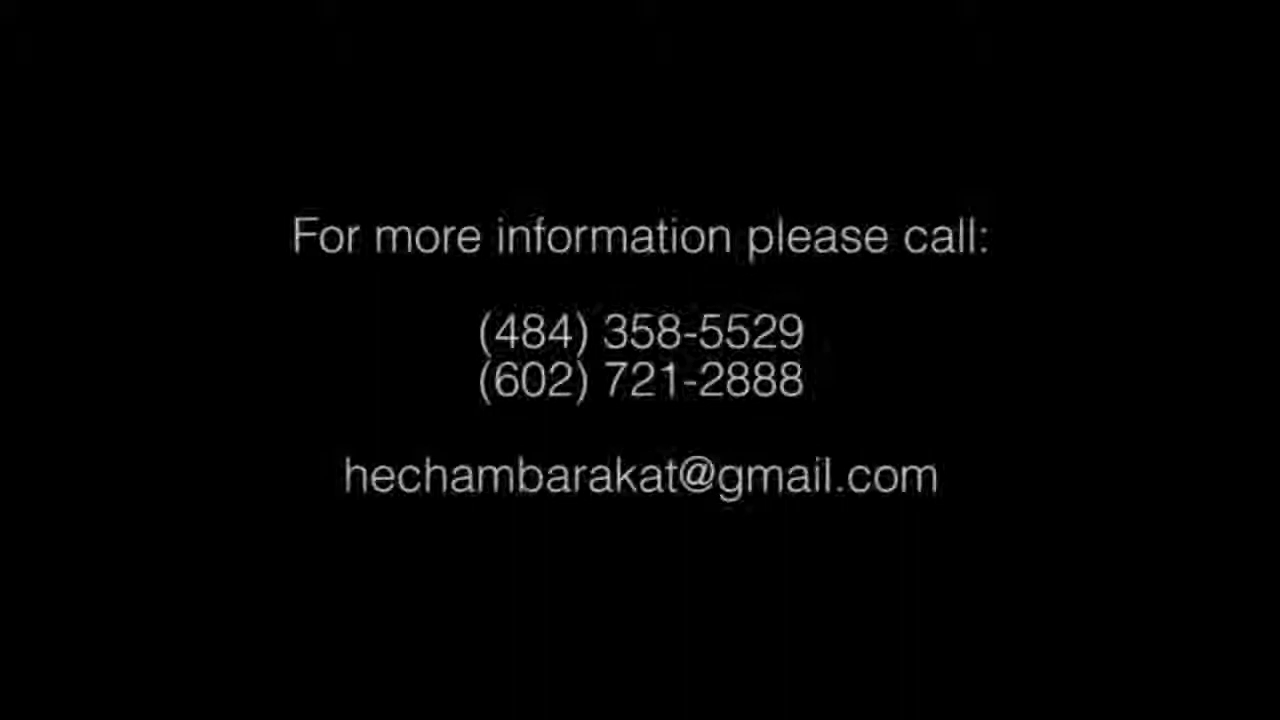 For more information please call:
(484) 358-5529
(602) 721-2888
hechambarakat@gmail.com